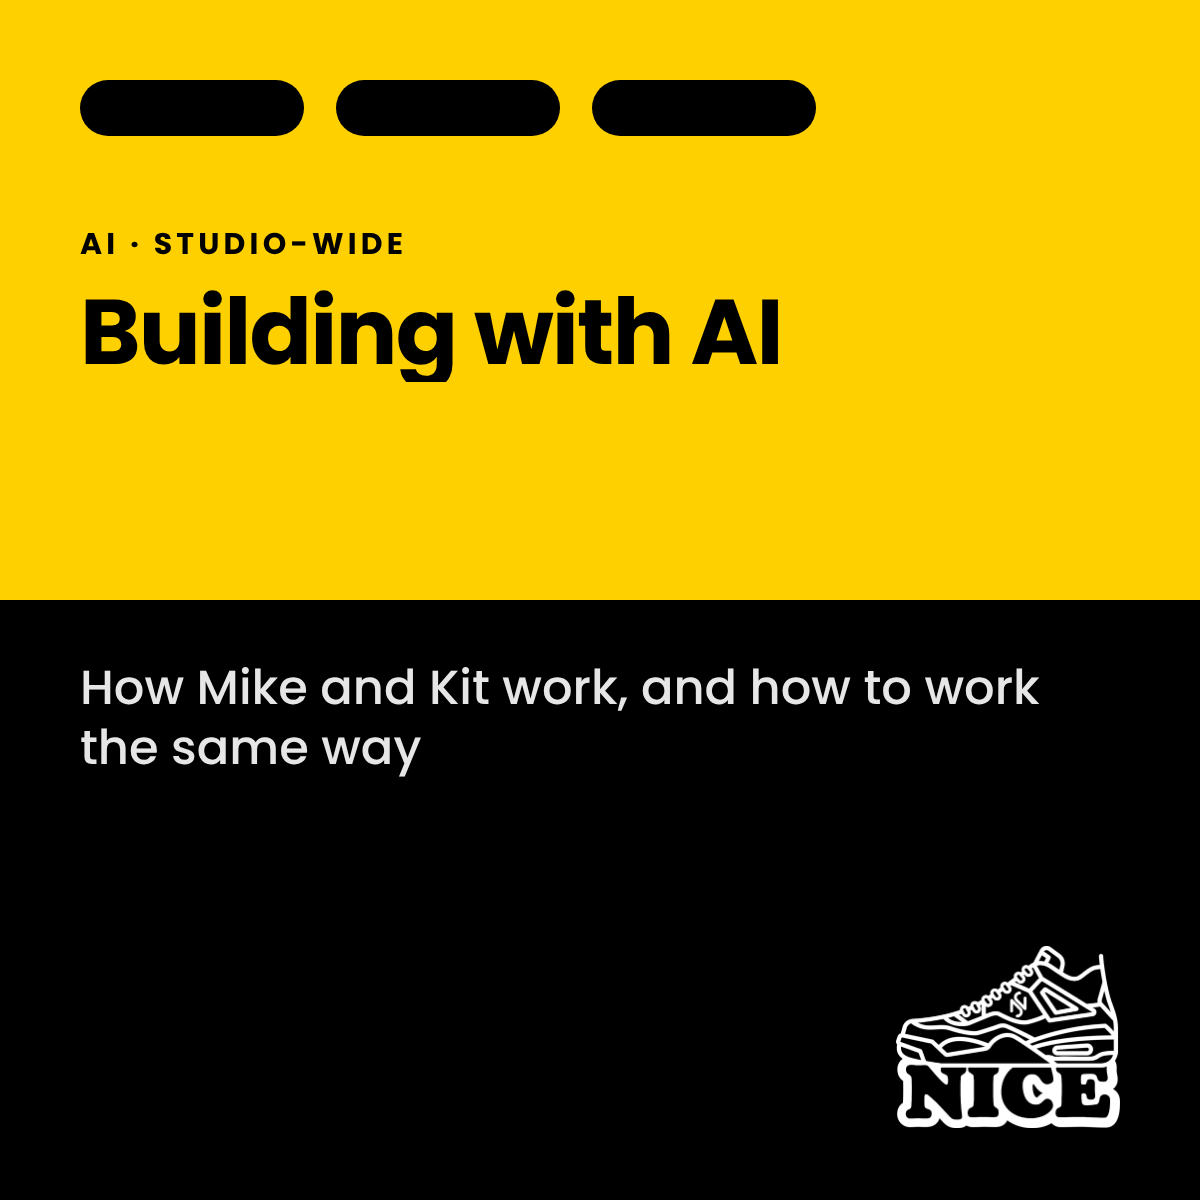 AI · STUDIO-WIDE
Building with AI
How Mike and Kit work, and how to work
the same way
NICE